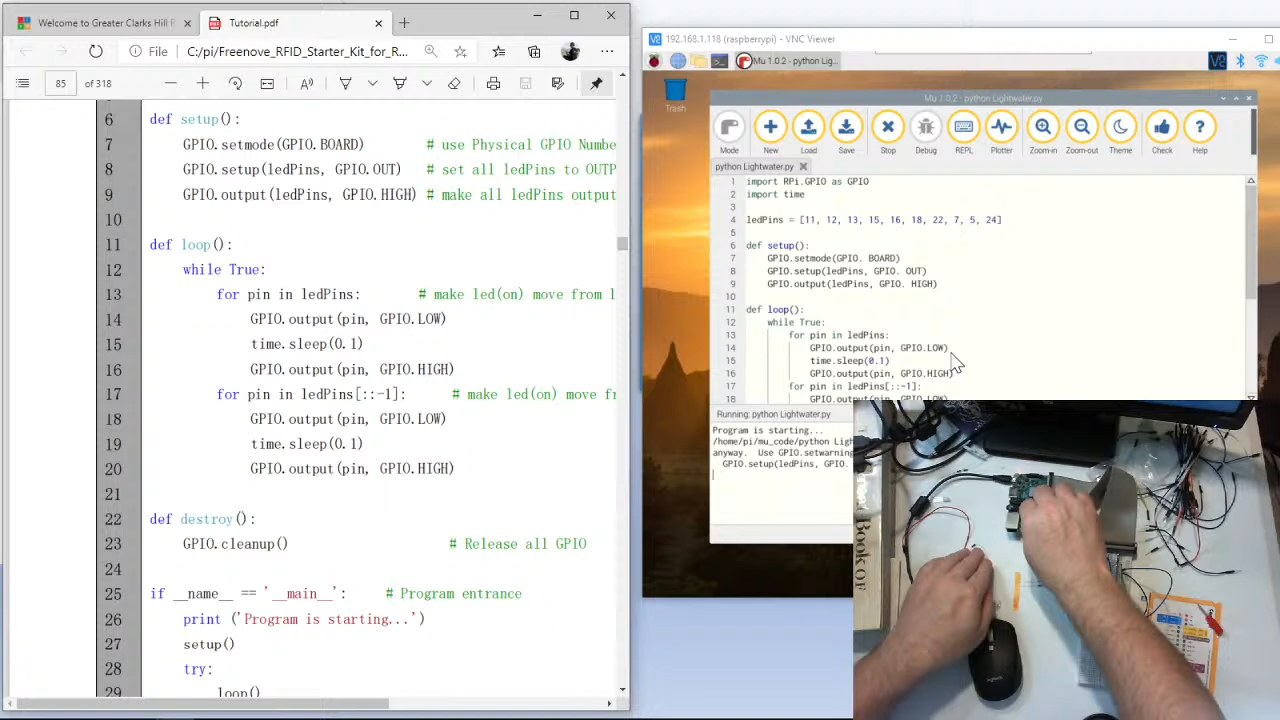 Welcome to Greater Clarks Hill R
Tutorial.pdf
File
C:/pi/Freenove_RFID_Starter_Kit_for_R...
85 of 318
6 def setup():
7 GPIO.setmode(GPIO.BOARD) # use Physical GPIO Numbe
8 GPIO.setup(ledPins, GPIO.OUT) # set all ledPins to OUTP
9 GPIO.output(ledPins, GPIO.HIGH) # make all ledPins output
10
11 def loop():
12 while True:
13 for pin in ledPins: # make led(on) move from l
14 GPIO.output(pin, GPIO.LOW)
15 time.sleep(0.1)
16 GPIO.output(pin, GPIO.HIGH)
17 for pin in ledPins[::-1]: # make led(on) move fr
18 GPIO.output(pin, GPIO.LOW)
19 time.sleep(0.1)
20 GPIO.output(pin, GPIO.HIGH)
21
22 def destroy():
23 GPIO.cleanup() # Release all GPIO
24
25 if __name__ == '__main__': # Program entrance
26 print ('Program is starting...')
27 setup()
28 try:
29 loop()
192.168.1.118 (raspberrypi) - VNC Viewer
Mu 1.0.2 - python Lig...
Trash
Mu 1.0.2 - python Lightwater.py
Mode New Load Save Stop Debug REPL Plotter Zoom-in Zoom-out Theme Check Help
python Lightwater.py
1 import RPi.GPIO as GPIO
2 import time
3
4 ledPins = [11, 12, 13, 15, 16, 18, 22, 7, 5, 24]
5
6 def setup():
7 GPIO.setmode(GPIO. BOARD)
8 GPIO.setup(ledPins, GPIO. OUT)
9 GPIO.output(ledPins, GPIO. HIGH)
10
11 def loop():
12 while True:
13 for pin in ledPins:
14 GPIO.output(pin, GPIO.LOW)
15 time.sleep(0.1)
16 GPIO.output(pin, GPIO.HIGH)
17 for pin in ledPins[::-1]:
18 GPIO.output(pin, GPIO.LOW)
Running: python Lightwater.py
Program is starting...
/home/pi/mu_code/python Ligh
anyway. Use GPIO.setwarning
GPIO.setup(ledPins, GPIO.
Book OF